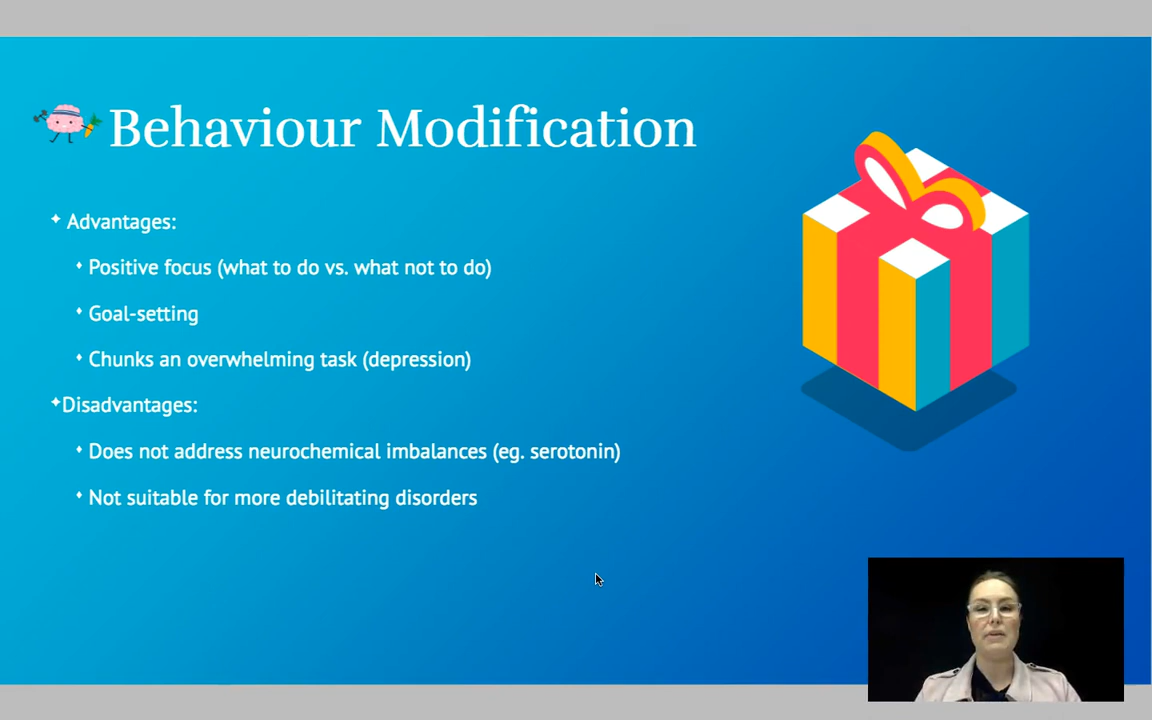 Behaviour Modification
Advantages:
Positive focus (what to do vs. what not to do)
Goal-setting
Chunks an overwhelming task (depression)
Disadvantages:
Does not address neurochemical imbalances (eg. serotonin)
Not suitable for more debilitating disorders